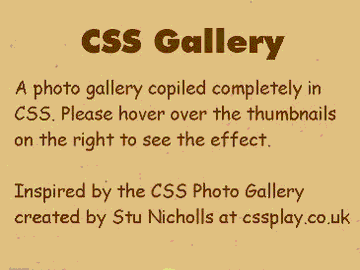 CSS Gallery
A photo gallery copiled completely in
CSS. Please hover over the thumbnails
on the right to see the effect.
Inspired by the CSS Photo Gallery
created by Stu Nicholls at cssplay.co.uk